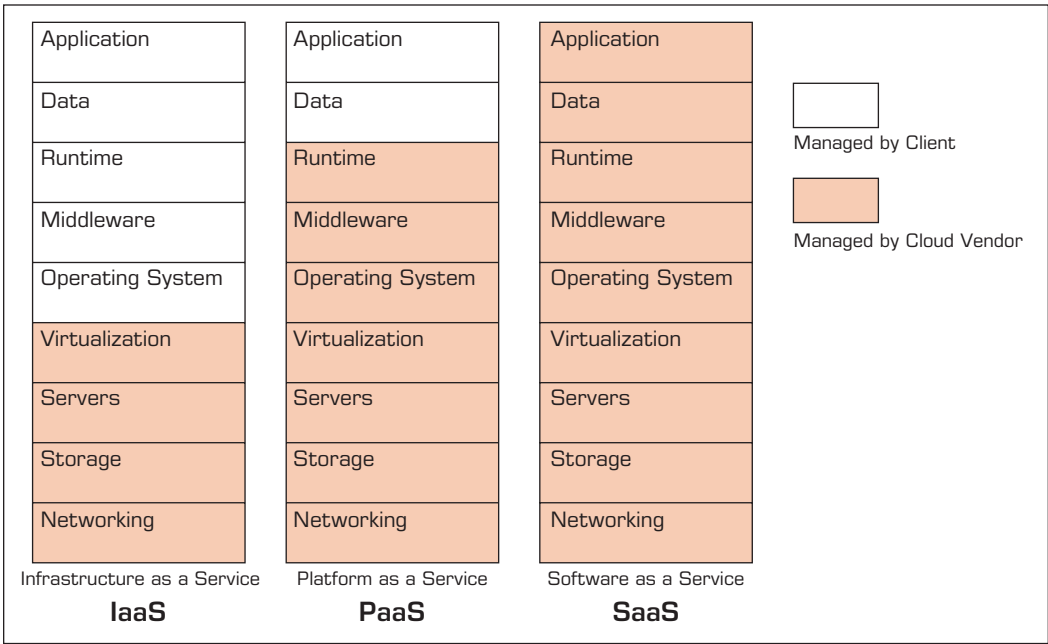 Application
Data
Runtime
Middleware
Operating System
Virtualization
Servers
Storage
Networking
Infrastructure as a Service
IaaS
Application
Data
Runtime
Middleware
Operating System
Virtualization
Servers
Storage
Networking
Platform as a Service
PaaS
Application
Data
Runtime
Middleware
Operating System
Virtualization
Servers
Storage
Networking
Software as a Service
SaaS
Managed by Client
Managed by Cloud Vendor